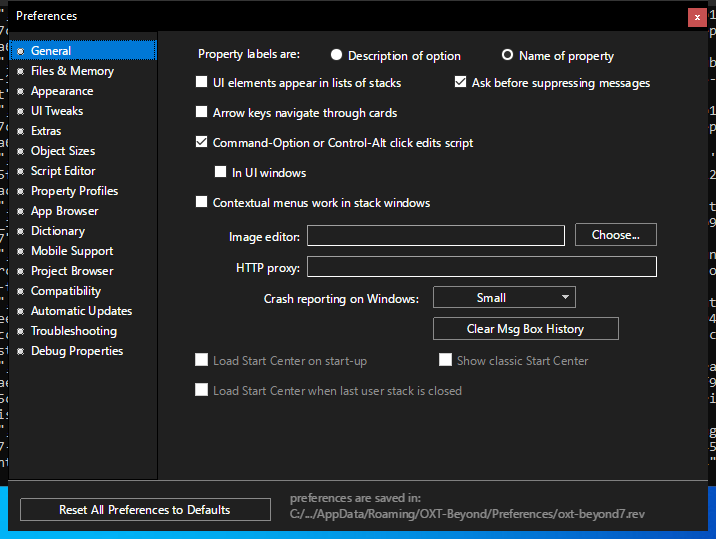 Preferences
General
Files & Memory
Appearance
UI Tweaks
Extras
Object Sizes
Script Editor
Property Profiles
App Browser
Dictionary
Mobile Support
Project Browser
Compatibility
Automatic Updates
Troubleshooting
Debug Properties
Property labels are: Description of option Name of property
UI elements appear in lists of stacks Ask before suppressing messages
Arrow keys navigate through cards
Command-Option or Control-Alt click edits script
In UI windows
Contextual menus work in stack windows
Image editor: Choose...
HTTP proxy:
Crash reporting on Windows: Small
Clear Msg Box History
Load Start Center on start-up Show classic Start Center
Load Start Center when last user stack is closed
Reset All Preferences to Defaults
preferences are saved in:
C:/.../AppData/Roaming/OXT-Beyond/Preferences/oxt-beyond7.rev